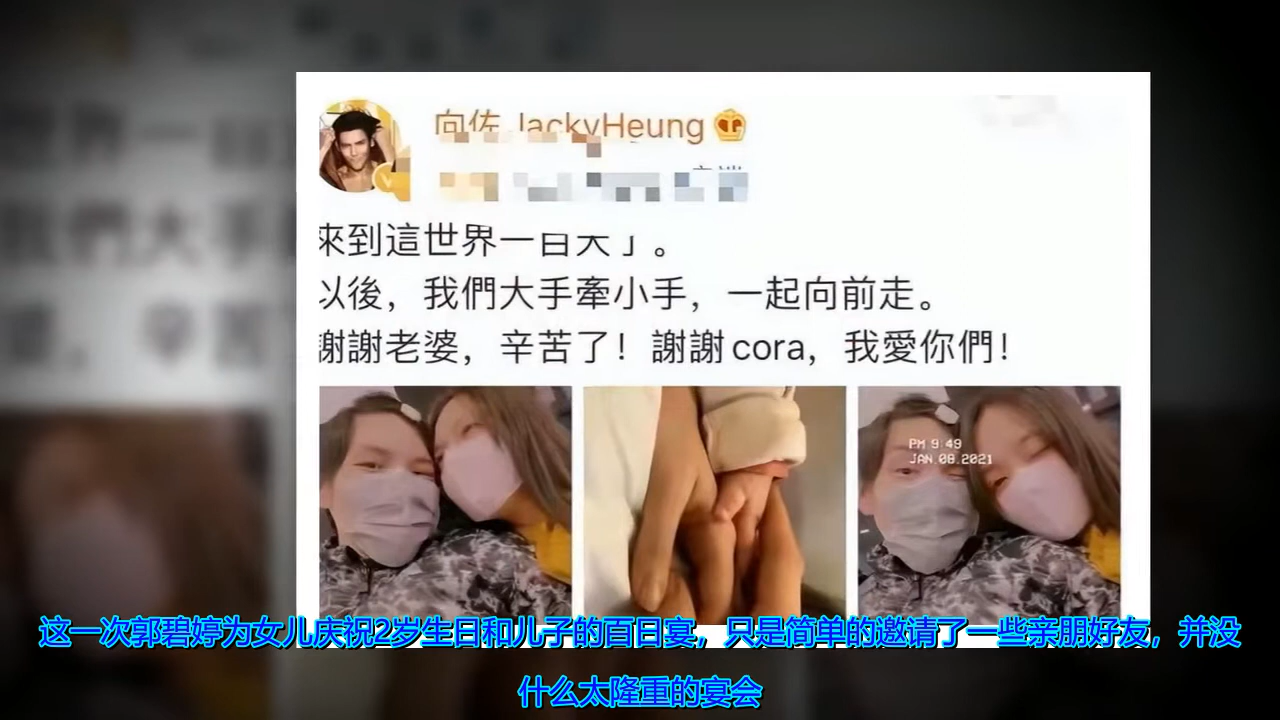 向佐 JackyHeung
來到這世界一百天了。
以後，我們大手牽小手，一起向前走。
謝謝老婆，辛苦了！謝謝cora，我愛你們！
PM 9:49
JAN.08.2021
这一次郭碧婷为女儿庆祝2岁生日和儿子的百日宴，只是简单的邀请了一些亲朋好友，并没
什么太隆重的宴会